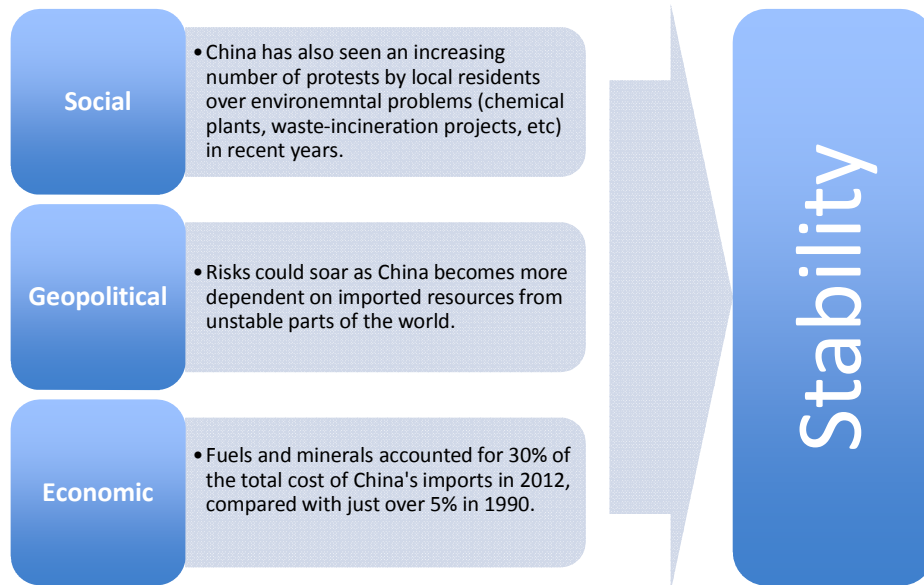 Social
• China has also seen an increasing
number of protests by local residents
over environemntal problems (chemical
plants, waste-incineration projects, etc)
in recent years.
Geopolitical
• Risks could soar as China becomes more
dependent on imported resources from
unstable parts of the world.
Economic
• Fuels and minerals accounted for 30% of
the total cost of China's imports in 2012,
compared with just over 5% in 1990.
Stability